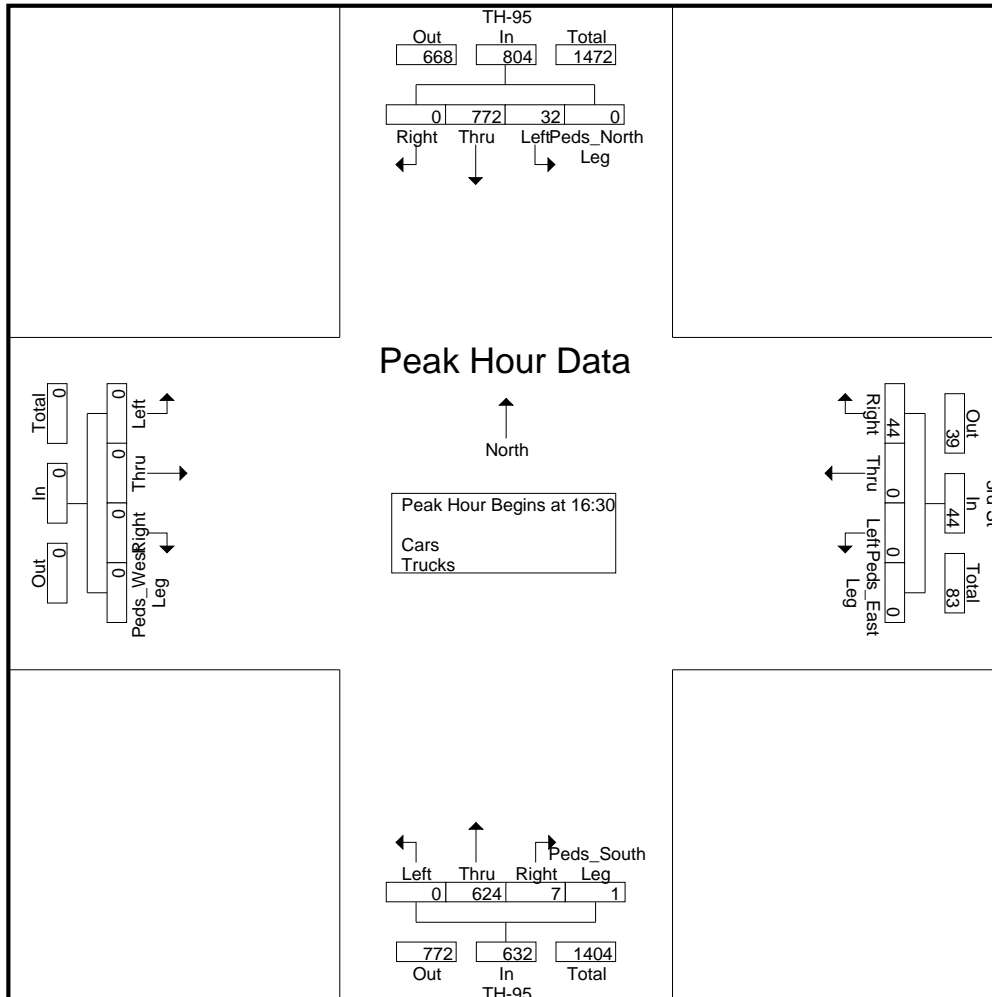 TH-95
Out In Total
668 804 1472
0 772 32 0
Right Thru Left Peds_North
Leg
Peak Hour Data
North
Peak Hour Begins at 16:30
Cars
Trucks
Total In Out
0 0 0
0 0 0 0
Left Thru Right Peds_West
Leg
Right Thru Left Peds_East
Leg
44 0 0 0
39 44 83
Out In Total
Peds_South
Left Thru Right Leg
0 624 7 1
772 632 1404
Out In Total
TH-95